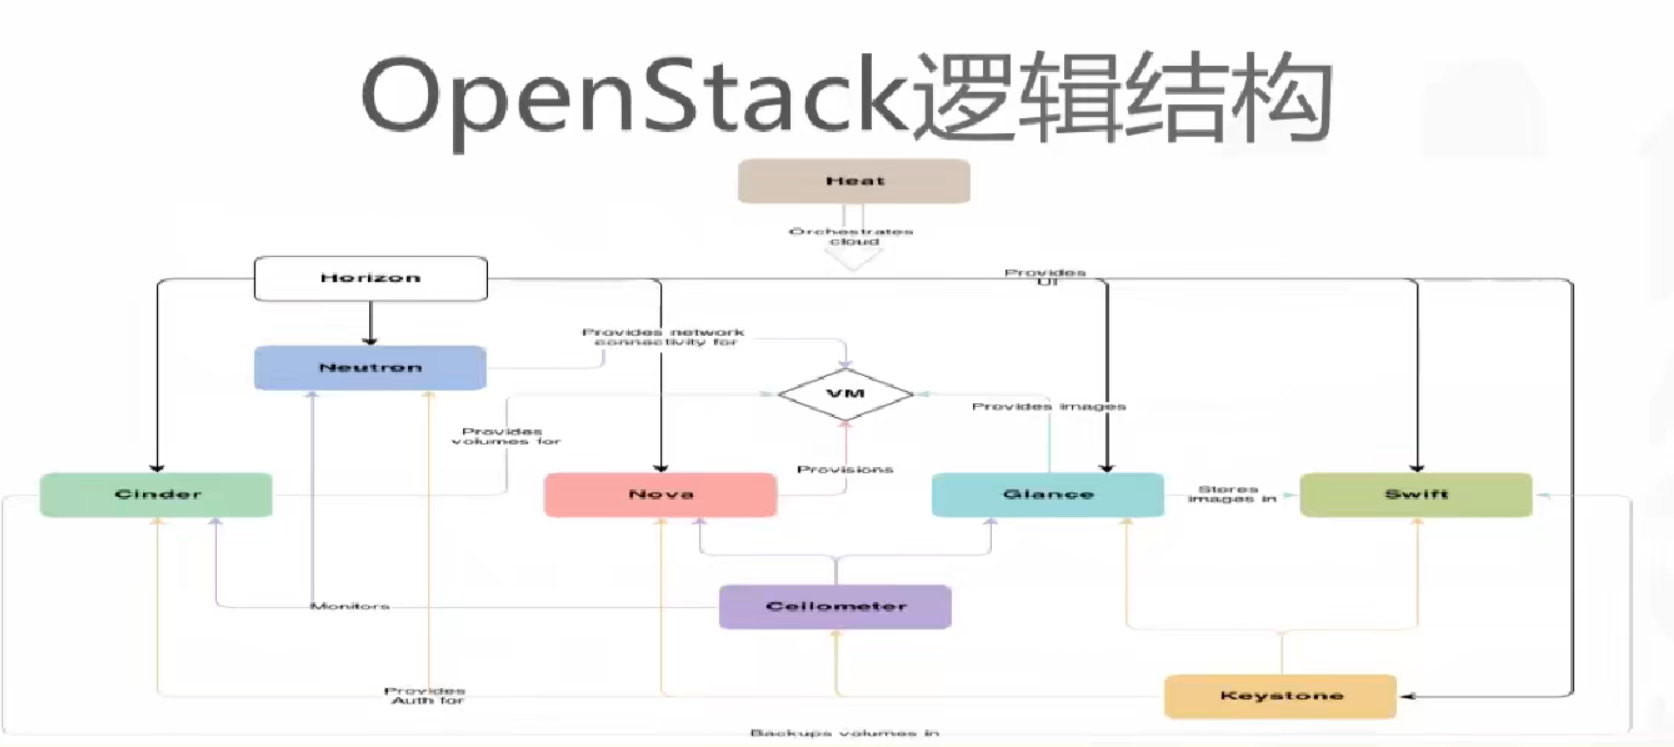 OpenStack逻辑结构
Heat
Orchestrates
cloud
Horizon
Provides
UI
Provides network
connectivity for
Neutron
VM
Provides images
Provides
volumes for
Provisions
Cinder
Nova
Glance
Stores
images in
Swift
Monitors
Ceilometer
Provides
Auth for
Keystone
Backups volumes in